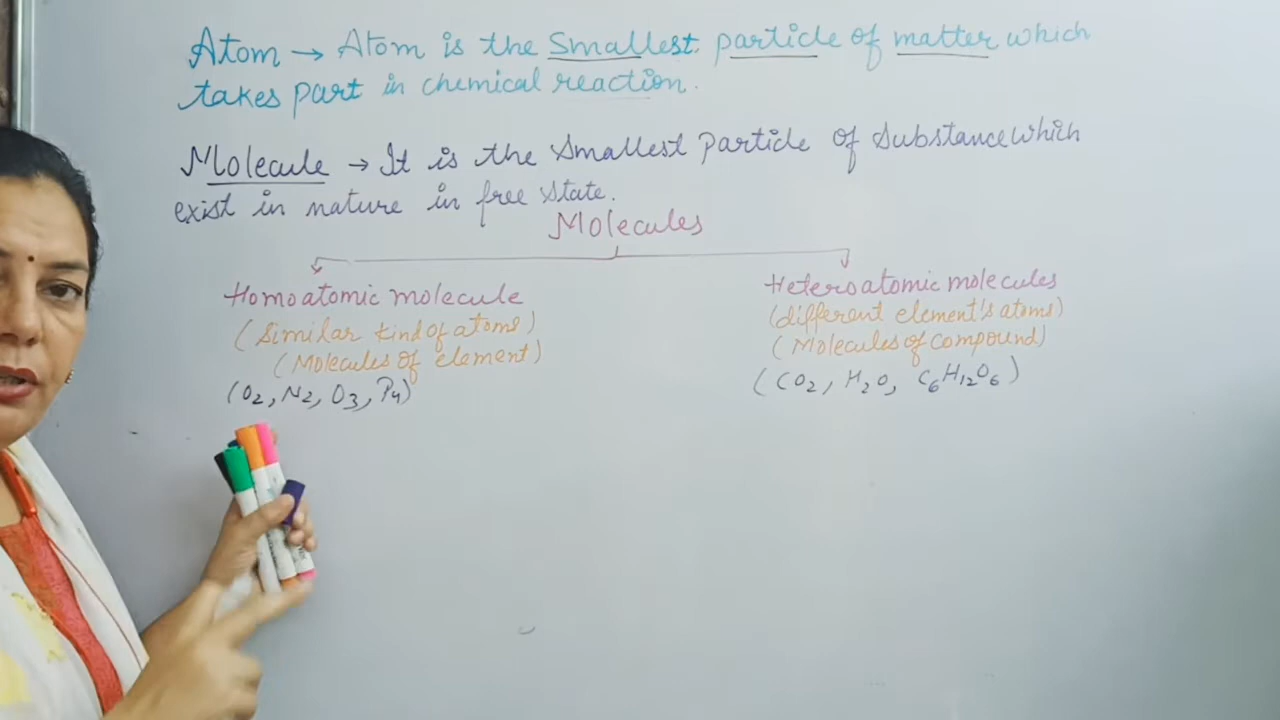 Atom → Atom is the Smallest particle of matter which
takes part in chemical reaction.
Molecule → It is the Smallest Particle of Substance which
exist in nature in free State.
Molecules
Homoatomic molecule
(Similar kind of atoms)
(Molecules of element)
(O2, N2, O3, P4)
Heteroatomic molecules
(different element's atoms)
(Molecules of compound)
(CO2, H2O, C6H12O6)